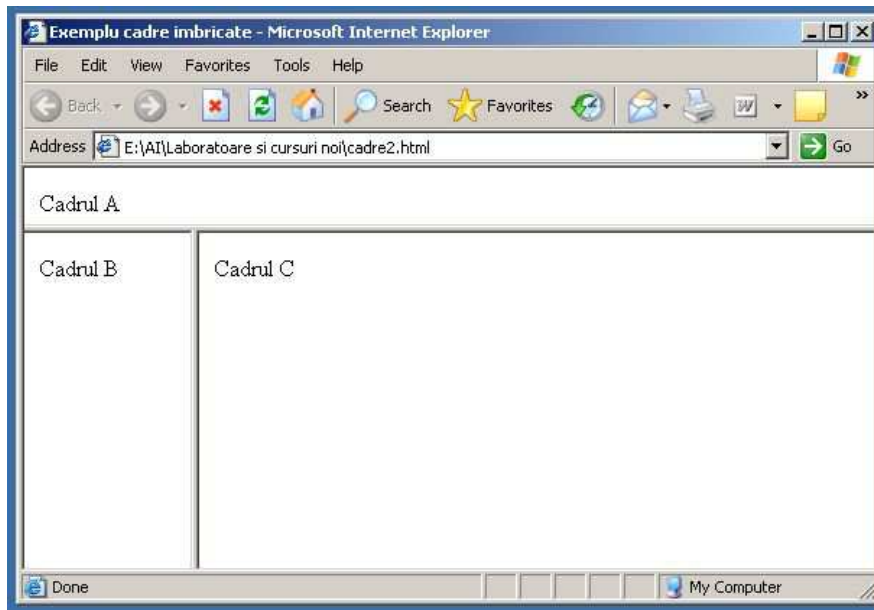 Exemplu cadre imbricate - Microsoft Internet Explorer
File Edit View Favorites Tools Help
Back Search Favorites W »
Address E:\AI\Laboratoare si cursuri noi\cadre2.html Go
Cadrul A
Cadrul B Cadrul C
Done My Computer